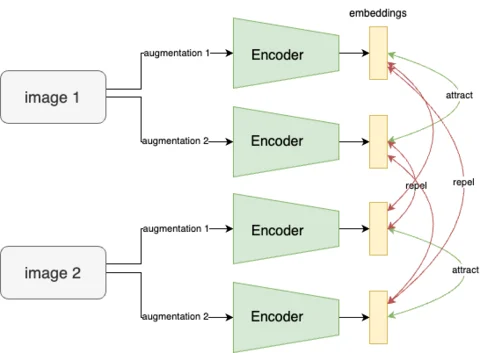 embeddings
augmentation 1
Encoder
image 1
attract
augmentation 2
Encoder
repel
repel
augmentation 1
Encoder
image 2
attract
augmentation 2
Encoder